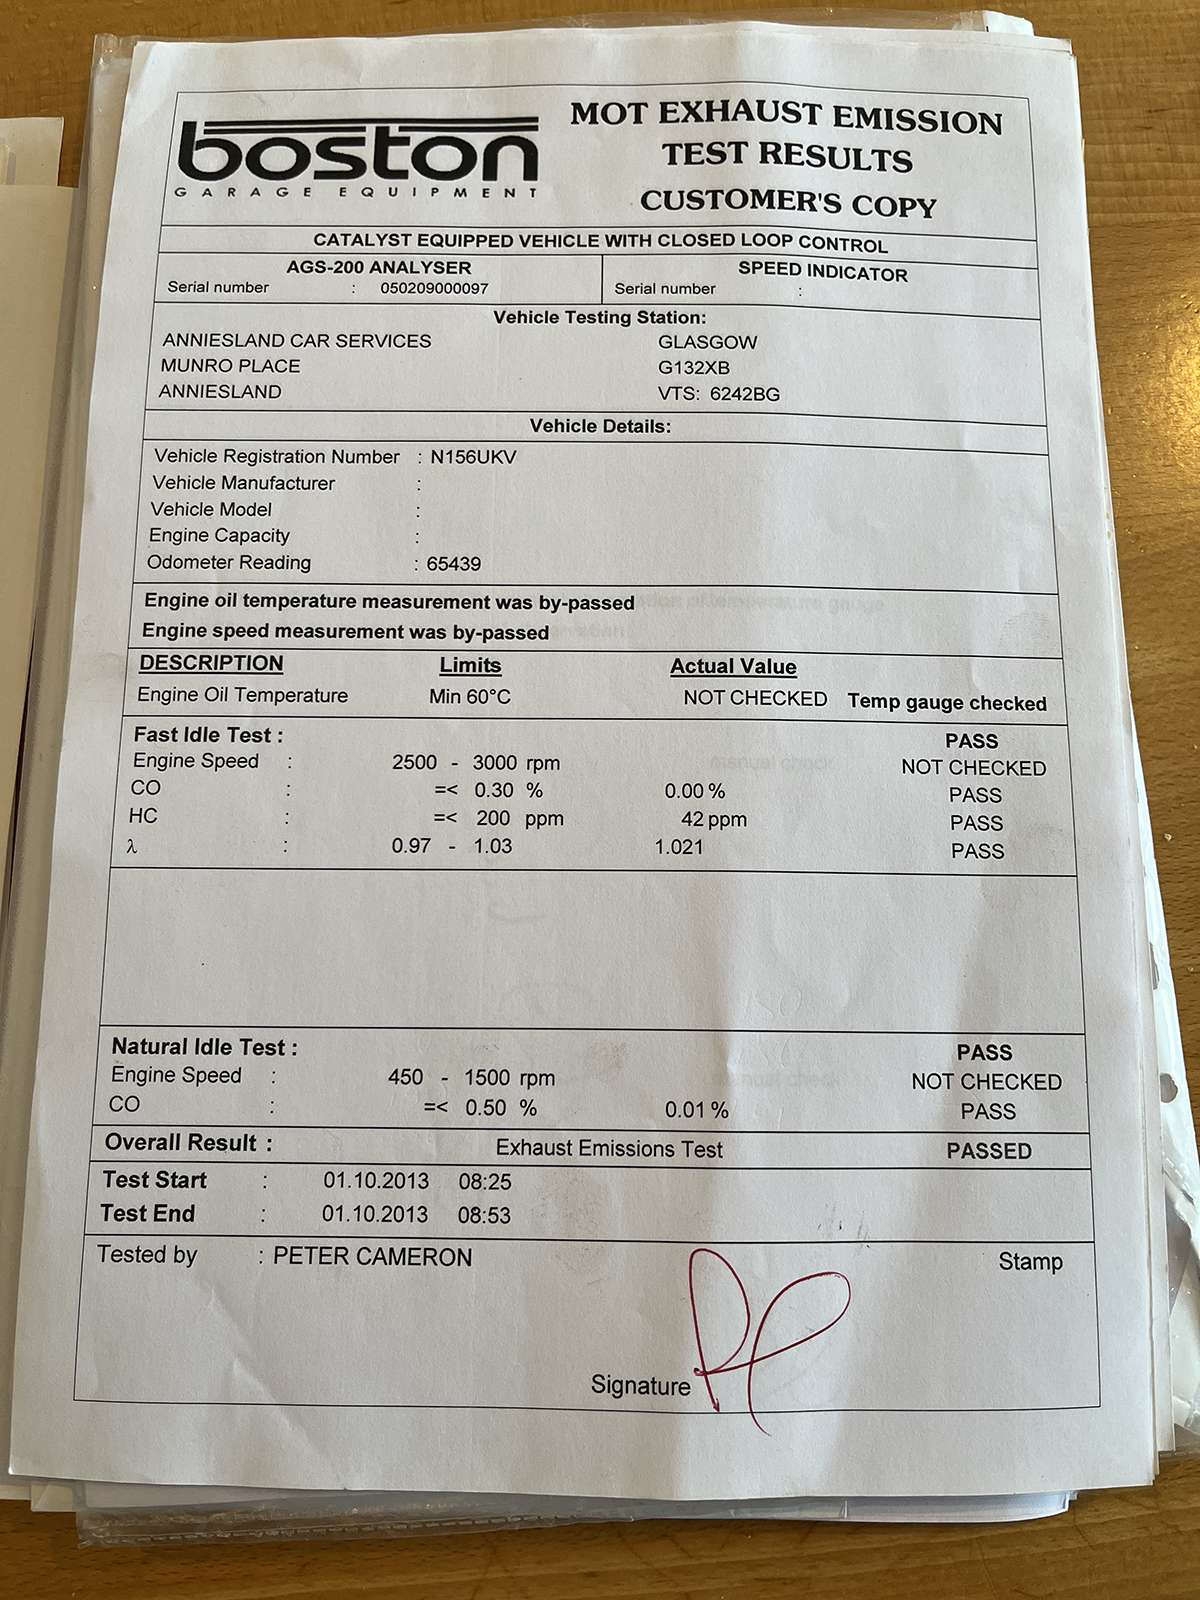 boston
GARAGE EQUIPMENT
MOT EXHAUST EMISSION
TEST RESULTS
CUSTOMER'S COPY
CATALYST EQUIPPED VEHICLE WITH CLOSED LOOP CONTROL
AGS-200 ANALYSER
Serial number : 050209000097
SPEED INDICATOR
Serial number :
Vehicle Testing Station:
ANNIESLAND CAR SERVICES GLASGOW
MUNRO PLACE G132XB
ANNIESLAND VTS: 6242BG
Vehicle Details:
Vehicle Registration Number : N156UKV
Vehicle Manufacturer :
Vehicle Model :
Engine Capacity :
Odometer Reading : 65439
Engine oil temperature measurement was by-passed
Engine speed measurement was by-passed
DESCRIPTION Limits Actual Value
Engine Oil Temperature Min 60°C NOT CHECKED Temp gauge checked
Fast Idle Test : PASS
Engine Speed : 2500 - 3000 rpm NOT CHECKED
CO : =< 0.30 % 0.00 % PASS
HC : =< 200 ppm 42 ppm PASS
λ : 0.97 - 1.03 1.021 PASS
Natural Idle Test : PASS
Engine Speed : 450 - 1500 rpm NOT CHECKED
CO : =< 0.50 % 0.01 % PASS
Overall Result : Exhaust Emissions Test PASSED
Test Start : 01.10.2013 08:25
Test End : 01.10.2013 08:53
Tested by : PETER CAMERON Stamp
Signature